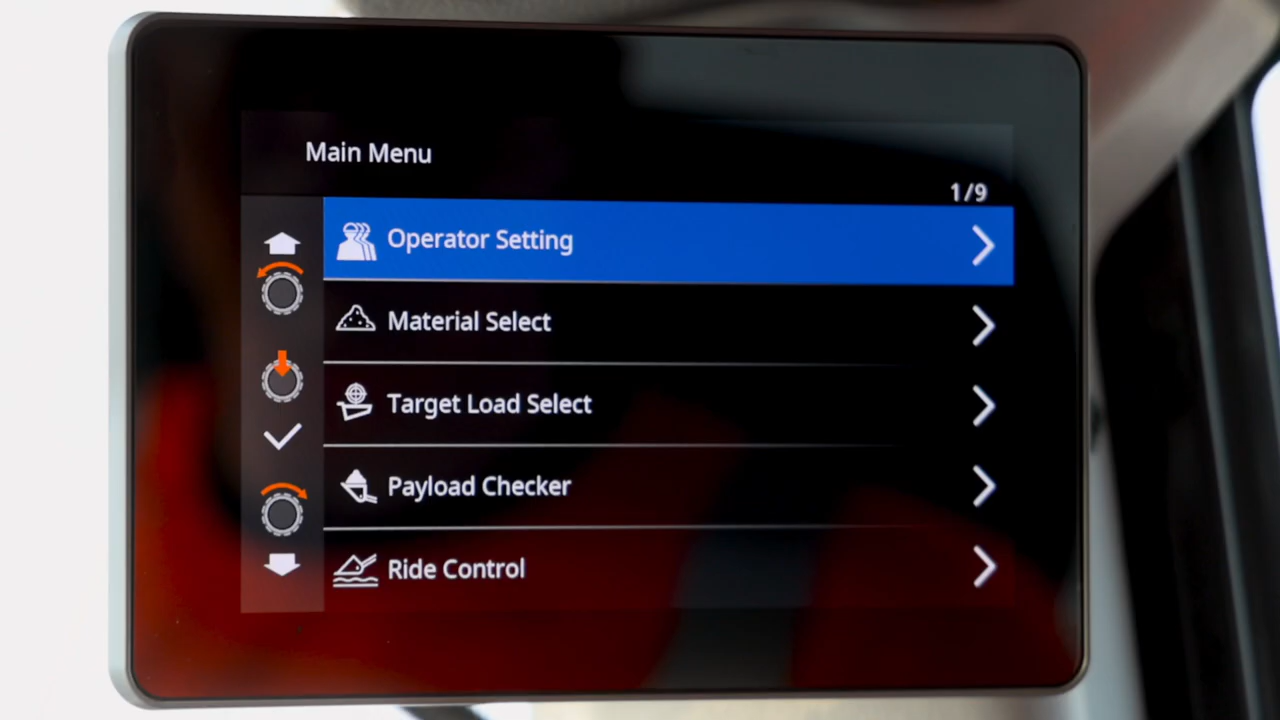 Main Menu
1/9
Operator Setting
Material Select
Target Load Select
Payload Checker
Ride Control